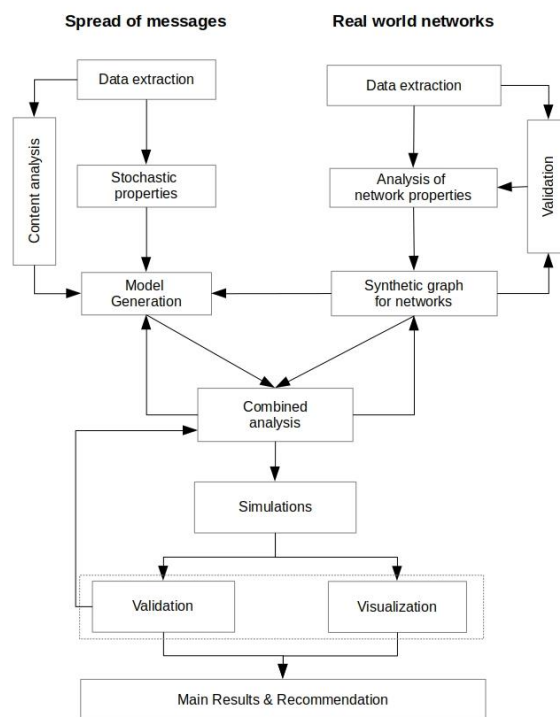 Spread of messages
Real world networks
Data extraction
Data extraction
Content analysis
Stochastic
properties
Analysis of
network properties
Validation
Model
Generation
Synthetic graph
for networks
Combined
analysis
Simulations
Validation
Visualization
Main Results & Recommendation